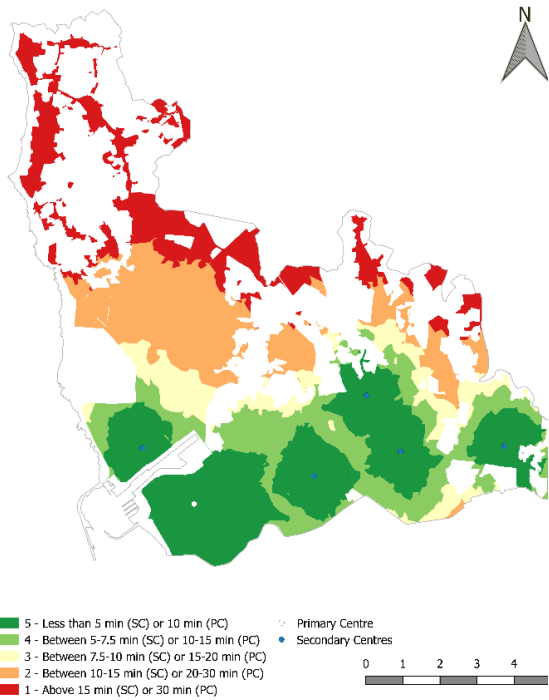 N
5 - Less than 5 min (SC) or 10 min (PC)
4 - Between 5-7.5 min (SC) or 10-15 min (PC)
3 - Between 7.5-10 min (SC) or 15-20 min (PC)
2 - Between 10-15 min (SC) or 20-30 min (PC)
1 - Above 15 min (SC) or 30 min (PC)
Primary Centre
Secondary Centres
0 1 2 3 4